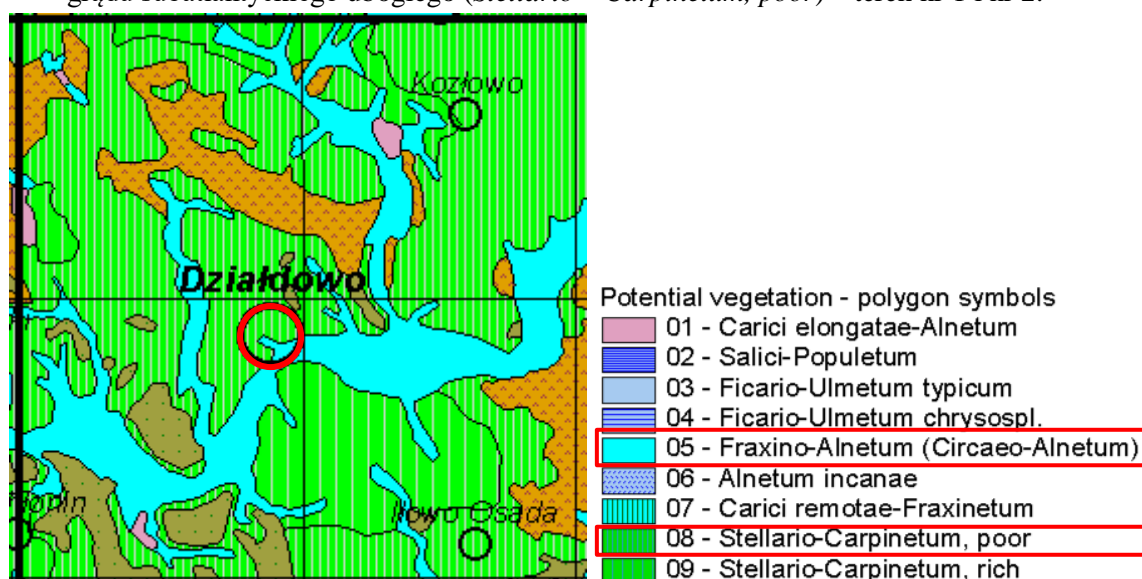 Kozłowo
Działdowo
Iłowo Osada
Potential vegetation - polygon symbols
01 - Carici elongatae-Alnetum
02 - Salici-Populetum
03 - Ficario-Ulmetum typicum
04 - Ficario-Ulmetum chrysospl.
05 - Fraxino-Alnetum (Circaeo-Alnetum)
06 - Alnetum incanae
07 - Carici remotae-Fraxinetum
08 - Stellario-Carpinetum, poor
09 - Stellario-Carpinetum, rich